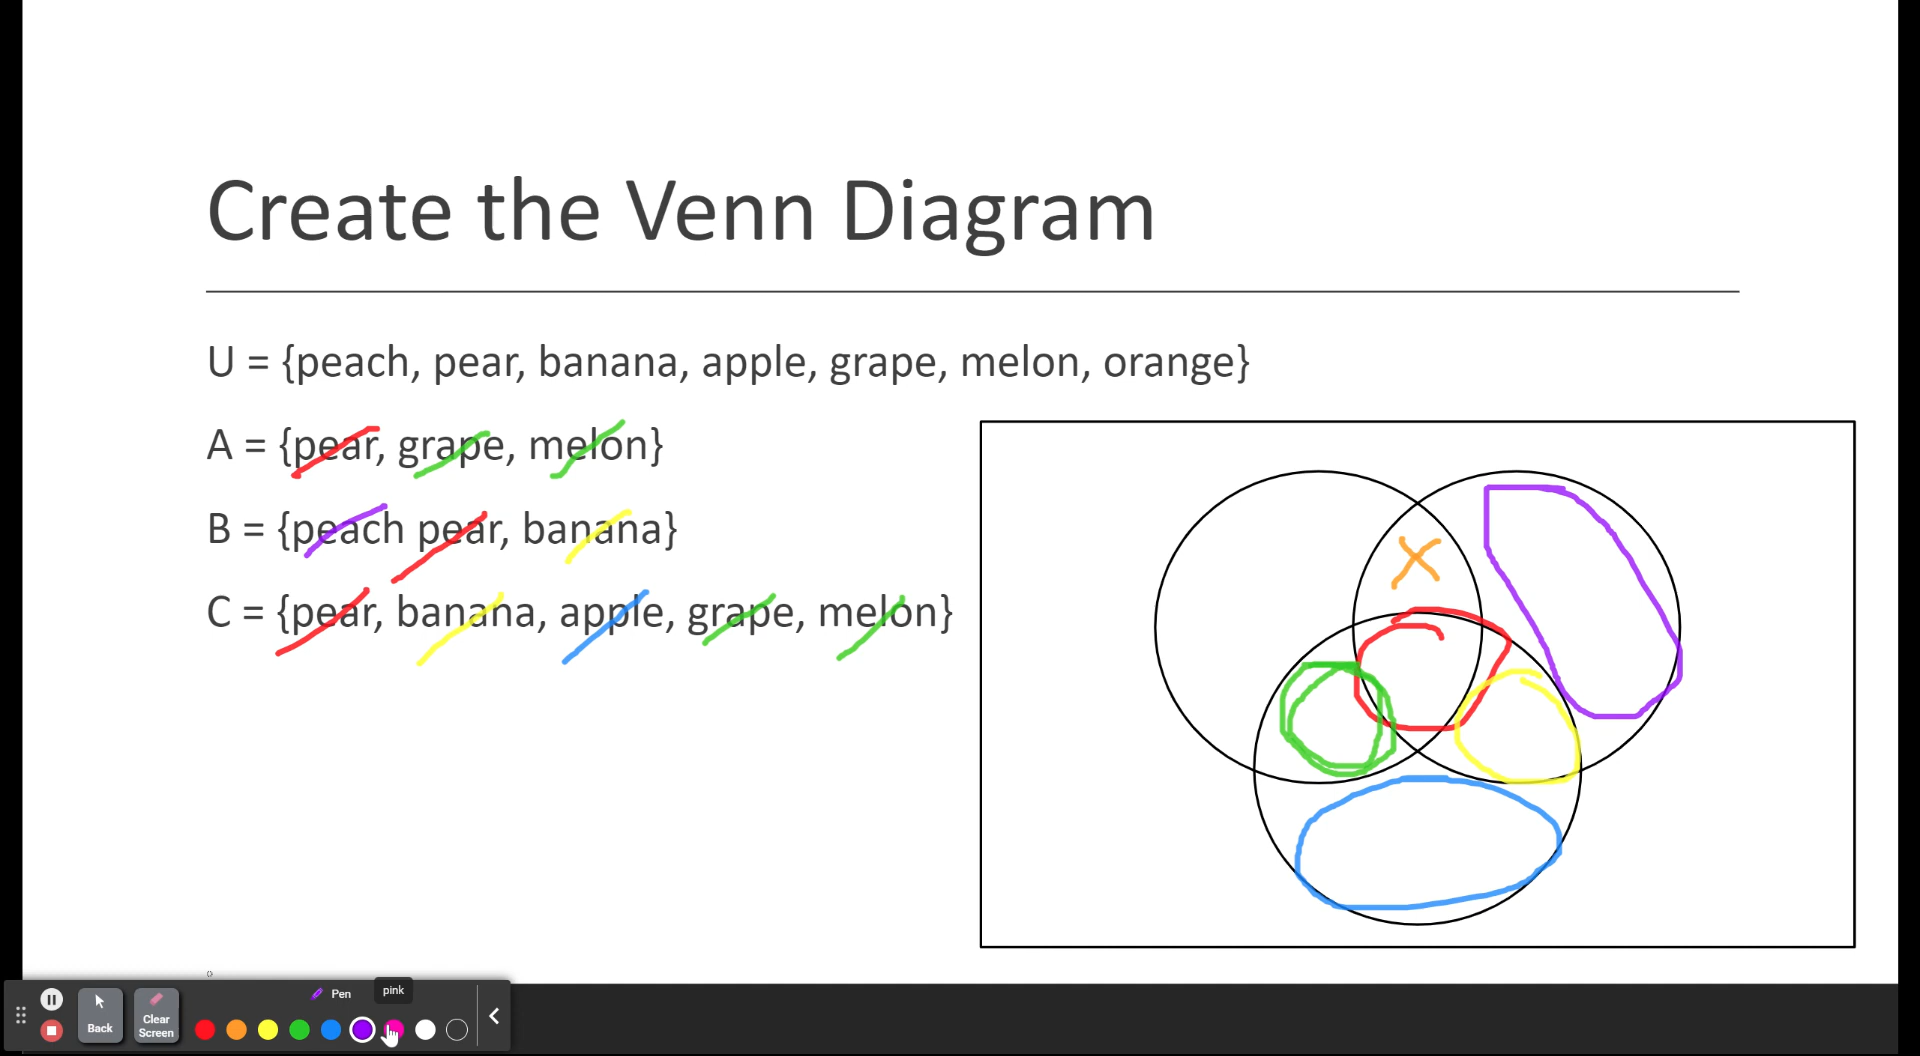 Create the Venn Diagram
U = {peach, pear, banana, apple, grape, melon, orange}
A = {pear, grape, melon}
B = {peach pear, banana}
C = {pear, banana, apple, grape, melon}
Pen
pink
Back
Clear
Screen